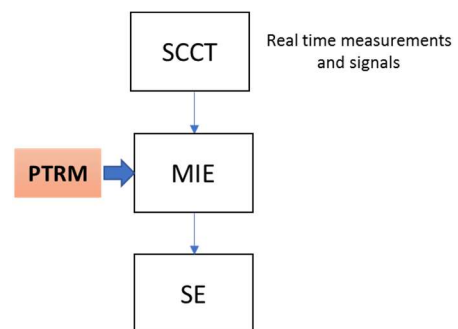 SCCT
Real time measurements
and signals
PTRM
MIE
SE